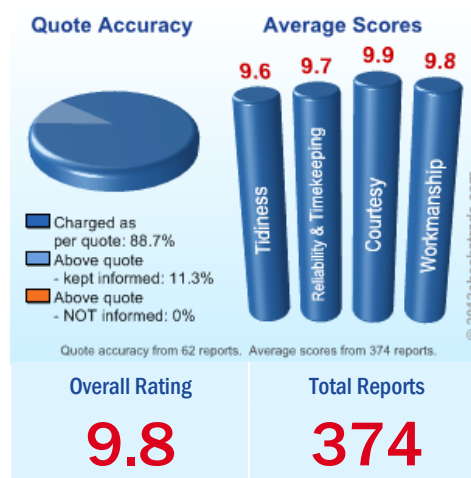 Quote Accuracy
Average Scores
9.6
9.7
9.9
9.8
Tidiness
Reliability & Timekeeping
Courtesy
Workmanship
Charged as
per quote: 88.7%
Above quote
- kept informed: 11.3%
Above quote
- NOT informed: 0%
Quote accuracy from 62 reports. Average scores from 374 reports.
Overall Rating
Total Reports
9.8
374